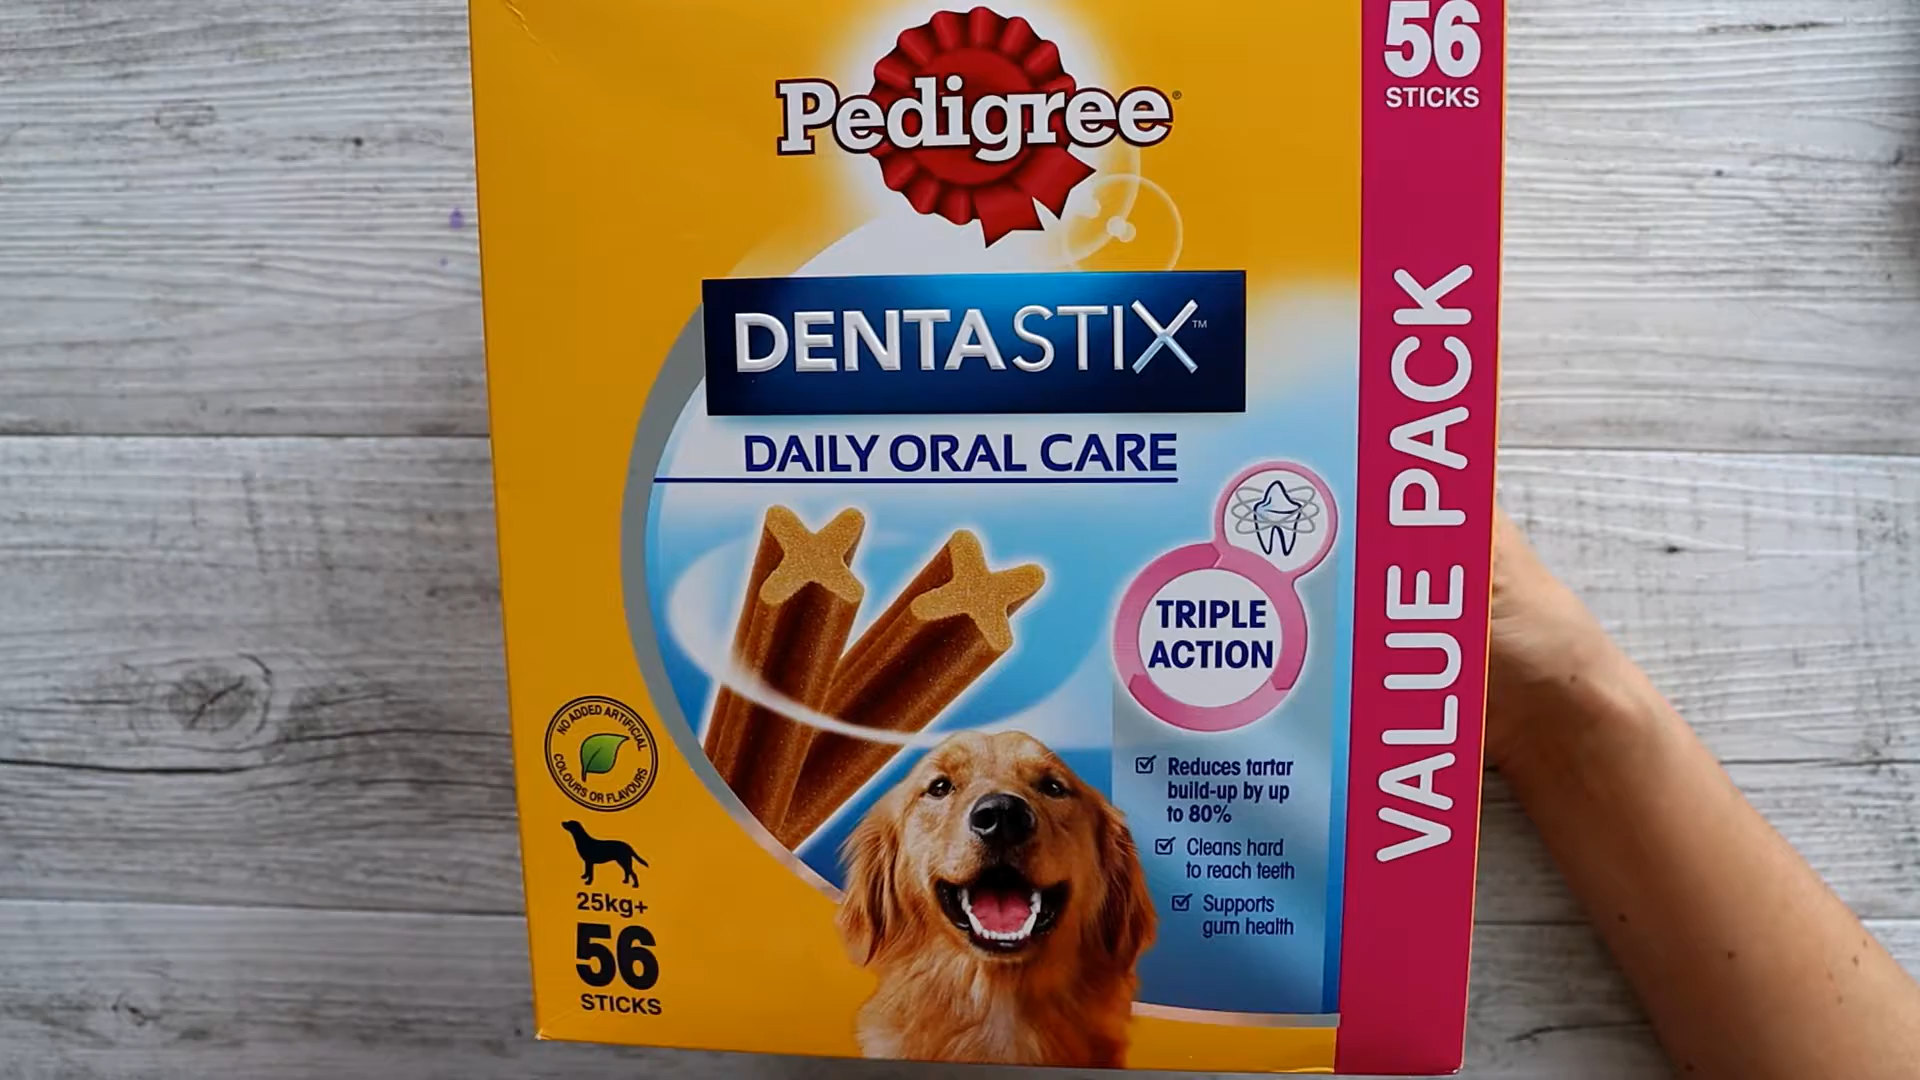 Pedigree®
56
STICKS
DENTASTIX™
DAILY ORAL CARE
VALUE PACK
TRIPLE
ACTION
NO ADDED ARTIFICIAL
COLOURS OR FLAVOURS
Reduces tartar
build-up by up
to 80%
Cleans hard
to reach teeth
Supports
gum health
25kg+
56
STICKS